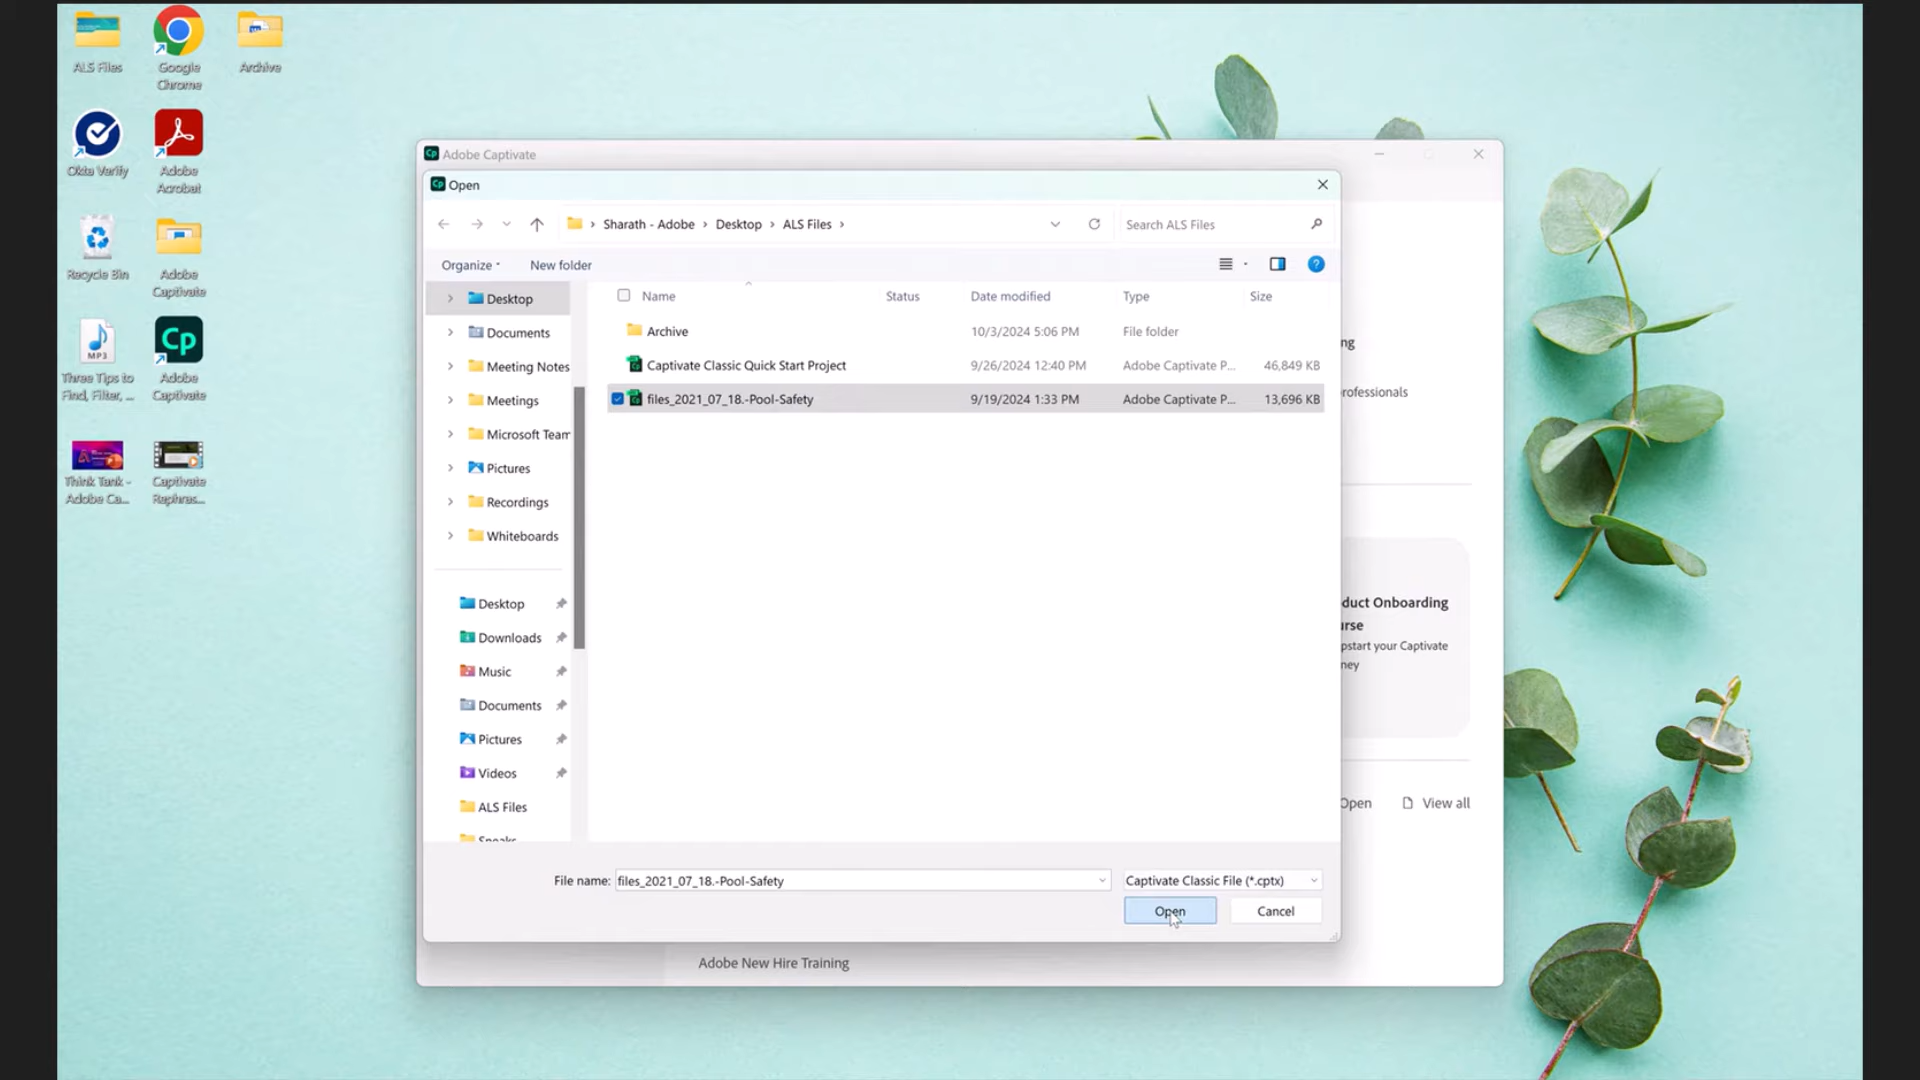 ALS Files
Google
Chrome
Archive
Okta Verify
Adobe
Acrobat
Recycle Bin
Adobe
Captivate
MP3
Three Tips to
Find, Filter, ...
Cp
Adobe
Captivate
Think Tank -
Adobe Ca...
Captivate
Rephras...
Cp Adobe Captivate
Cp Open
Sharath - Adobe > Desktop > ALS Files >
Search ALS Files
Organize
New folder
?
Name
Status
Date modified
Type
Size
Archive
10/3/2024 5:06 PM
File folder
Captivate Classic Quick Start Project
9/26/2024 12:40 PM
Adobe Captivate P...
46,849 KB
files_2021_07_18.-Pool-Safety
9/19/2024 1:33 PM
Adobe Captivate P...
13,696 KB
Desktop
Documents
Meeting Notes
Meetings
Microsoft Team
Pictures
Recordings
Whiteboards
Desktop
Downloads
Music
Documents
Pictures
Videos
ALS Files
ng
rofessionals
duct Onboarding
urse
pstart your Captivate
ney
Open
View all
File name:
files_2021_07_18.-Pool-Safety
Captivate Classic File (*.cptx)
Open
Cancel
Adobe New Hire Training